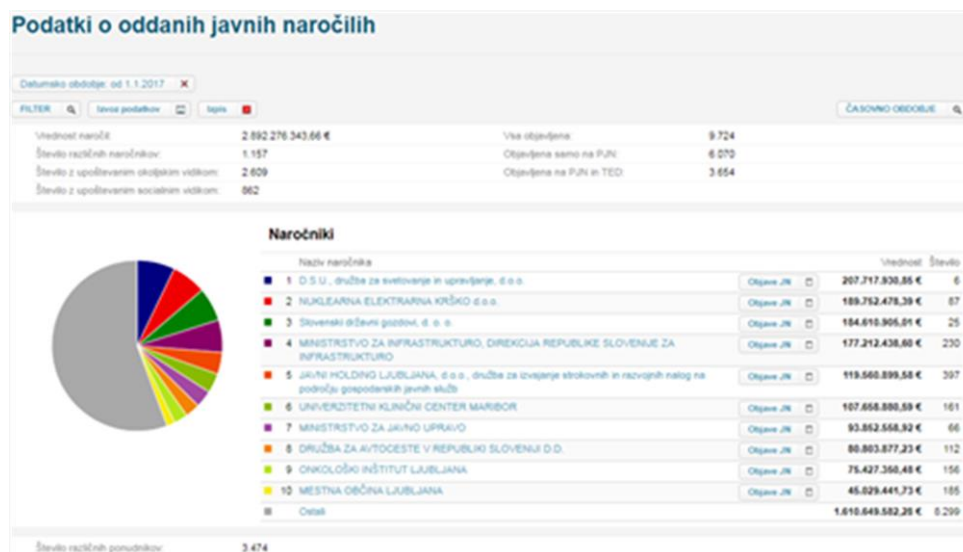 Podatki o oddanih javnih naročilih
Datumsko obdobje: od 1.1.2017
FILTER Izvoz podatkov Izpis ČASOVNO OBDOBJE
Vrednost naročil: 2.892.276.343,66 € Vsa objavljena: 9.724
Število različnih naročnikov: 1.157 Objavljena samo na PJN: 6.070
Število z upoštevanim okoljskim vidikom: 2.609 Objavljena na PJN in TED: 3.654
Število z upoštevanim socialnim vidikom: 862
Naročniki
Naziv naročnika Vrednost Število
1 D.S.U., družba za svetovanje in upravljanje, d.o.o. Objave JN 207.717.930,85 € 6
2 NUKLEARNA ELEKTRARNA KRŠKO d.o.o. Objave JN 189.752.478,39 € 87
3 Slovenski državni gozdovi, d. o. o. Objave JN 184.610.905,01 € 25
4 MINISTRSTVO ZA INFRASTRUKTURO, DIREKCIJA REPUBLIKE SLOVENIJE ZA Objave JN 177.212.438,60 € 230
INFRASTRUKTURO
5 JAVNI HOLDING LJUBLJANA, d.o.o., družba za izvajanje strokovnih in razvojnih nalog na Objave JN 119.560.899,58 € 397
področju gospodarskih javnih služb
6 UNIVERZITETNI KLINIČNI CENTER MARIBOR Objave JN 107.658.880,59 € 161
7 MINISTRSTVO ZA JAVNO UPRAVO Objave JN 93.852.558,92 € 66
8 DRUŽBA ZA AVTOCESTE V REPUBLIKI SLOVENIJI D.D. Objave JN 80.803.877,23 € 112
9 ONKOLOŠKI INŠTITUT LJUBLJANA Objave JN 75.427.350,48 € 156
10 MESTNA OBČINA LJUBLJANA Objave JN 45.029.441,73 € 185
Ostali 1.610.649.582,28 € 8.299
Število različnih ponudnikov: 3.474